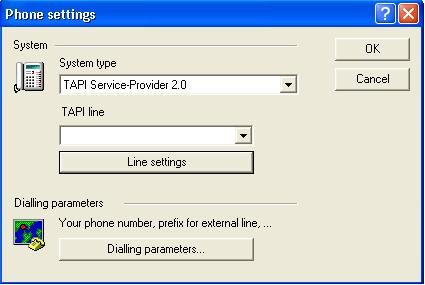 Phone settings
System
OK
System type
TAPI Service-Provider 2.0
Cancel
TAPI line
Line settings
Dialling parameters
Your phone number, prefix for external line, ...
Dialling parameters...